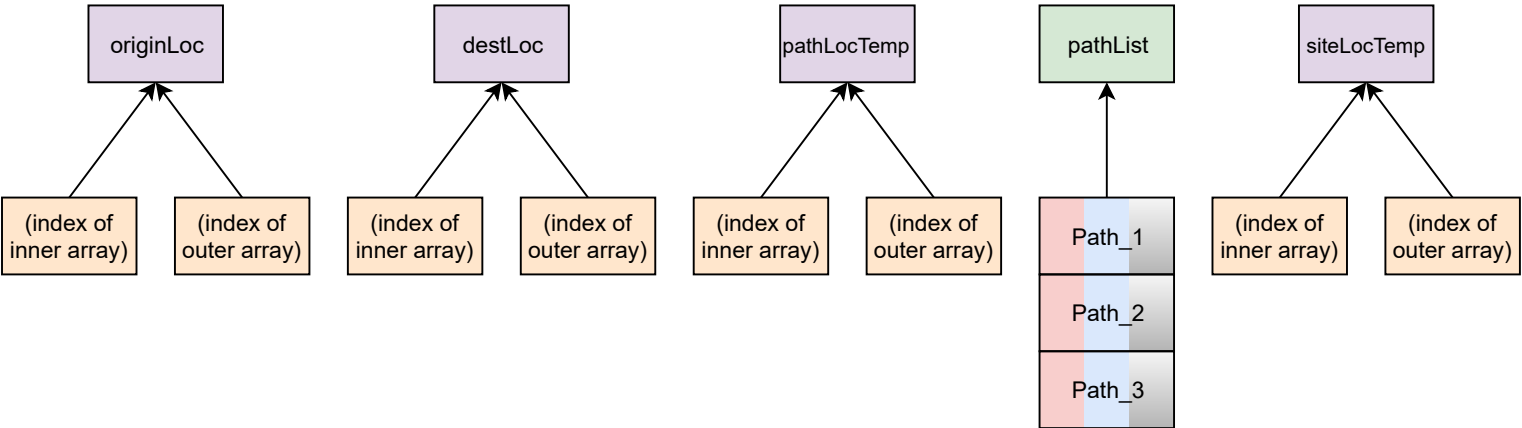 originLoc
destLoc
pathLocTemp
pathList
siteLocTemp
(index of
inner array)
(index of
outer array)
(index of
inner array)
(index of
outer array)
(index of
inner array)
(index of
outer array)
Path_1
(index of
inner array)
(index of
outer array)
Path_2
Path_3